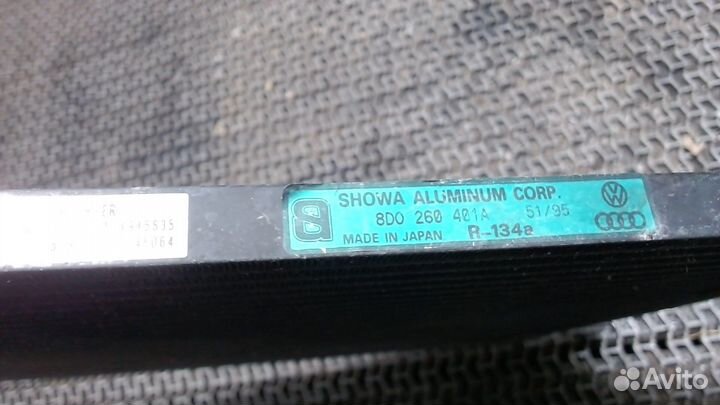 SHOWA ALUMINUM CORP.
8D0 260 401A 51/95
MADE IN JAPAN R-134a
Avito